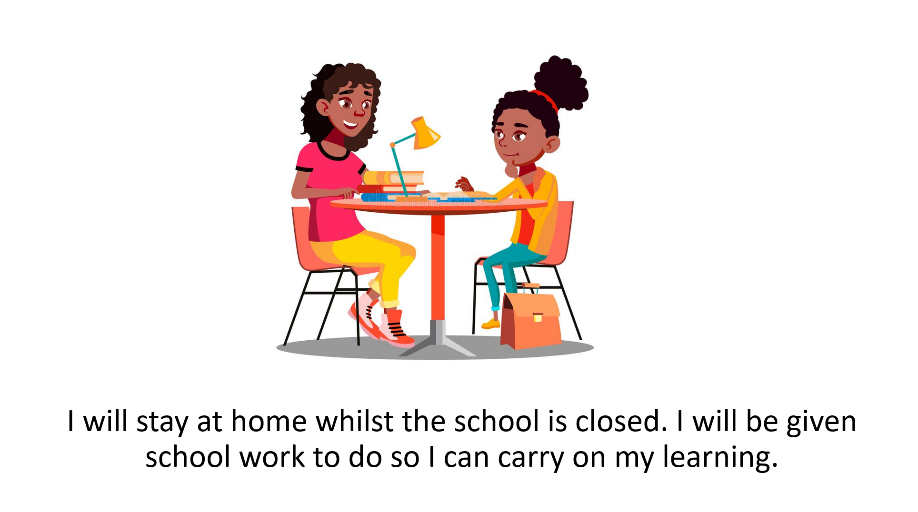 I will stay at home whilst the school is closed. I will be given
school work to do so I can carry on my learning.